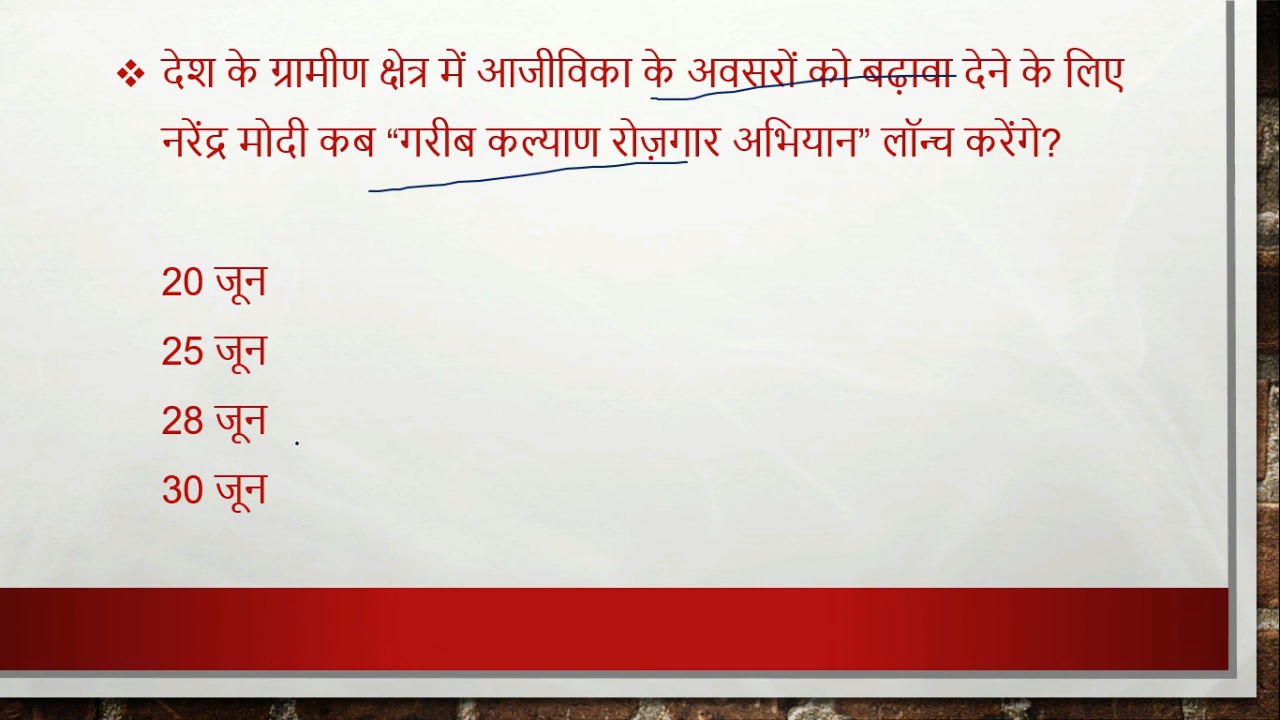 ❖ देश के ग्रामीण क्षेत्र में आजीविका के अवसरों को बढ़ावा देने के लिए
नरेंद्र मोदी कब “गरीब कल्याण रोज़गार अभियान” लॉन्च करेंगे?
20 जून
25 जून
28 जून
30 जून